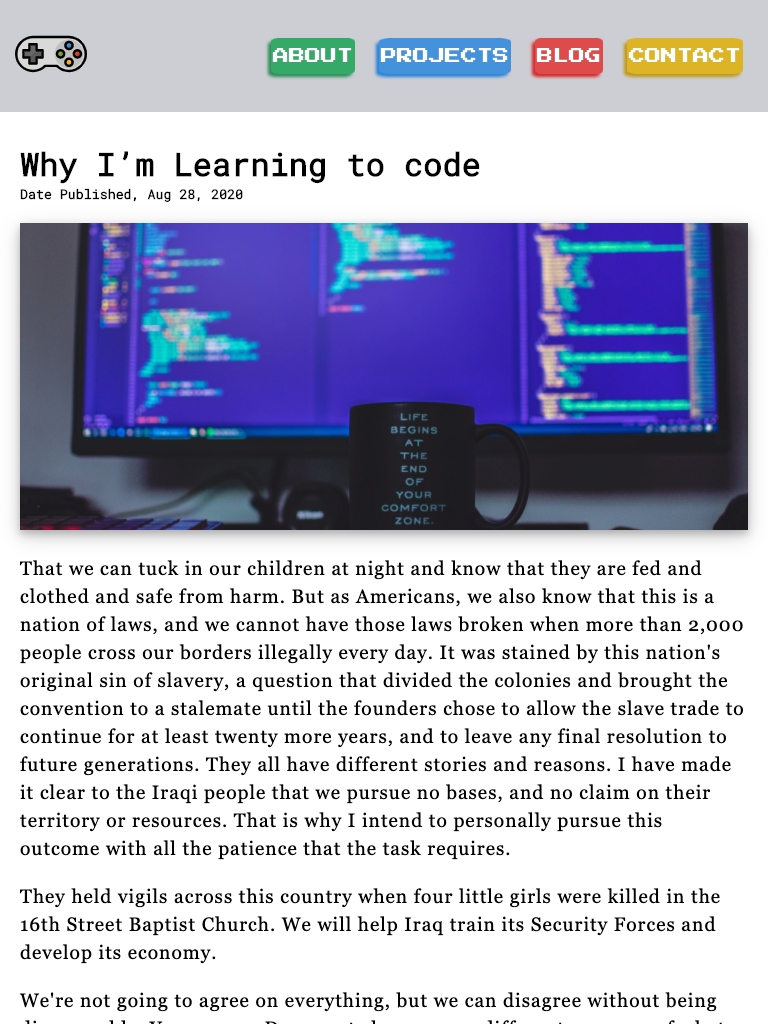 ABOUT PROJECTS BLOG CONTACT
Why I’m Learning to code
Date Published, Aug 28, 2020
LIFE
BEGINS
AT
THE
END
OF
YOUR
COMFORT
ZONE.
That we can tuck in our children at night and know that they are fed and
clothed and safe from harm. But as Americans, we also know that this is a
nation of laws, and we cannot have those laws broken when more than 2,000
people cross our borders illegally every day. It was stained by this nation's
original sin of slavery, a question that divided the colonies and brought the
convention to a stalemate until the founders chose to allow the slave trade to
continue for at least twenty more years, and to leave any final resolution to
future generations. They all have different stories and reasons. I have made
it clear to the Iraqi people that we pursue no bases, and no claim on their
territory or resources. That is why I intend to personally pursue this
outcome with all the patience that the task requires.
They held vigils across this country when four little girls were killed in the
16th Street Baptist Church. We will help Iraq train its Security Forces and
develop its economy.
We're not going to agree on everything, but we can disagree without being